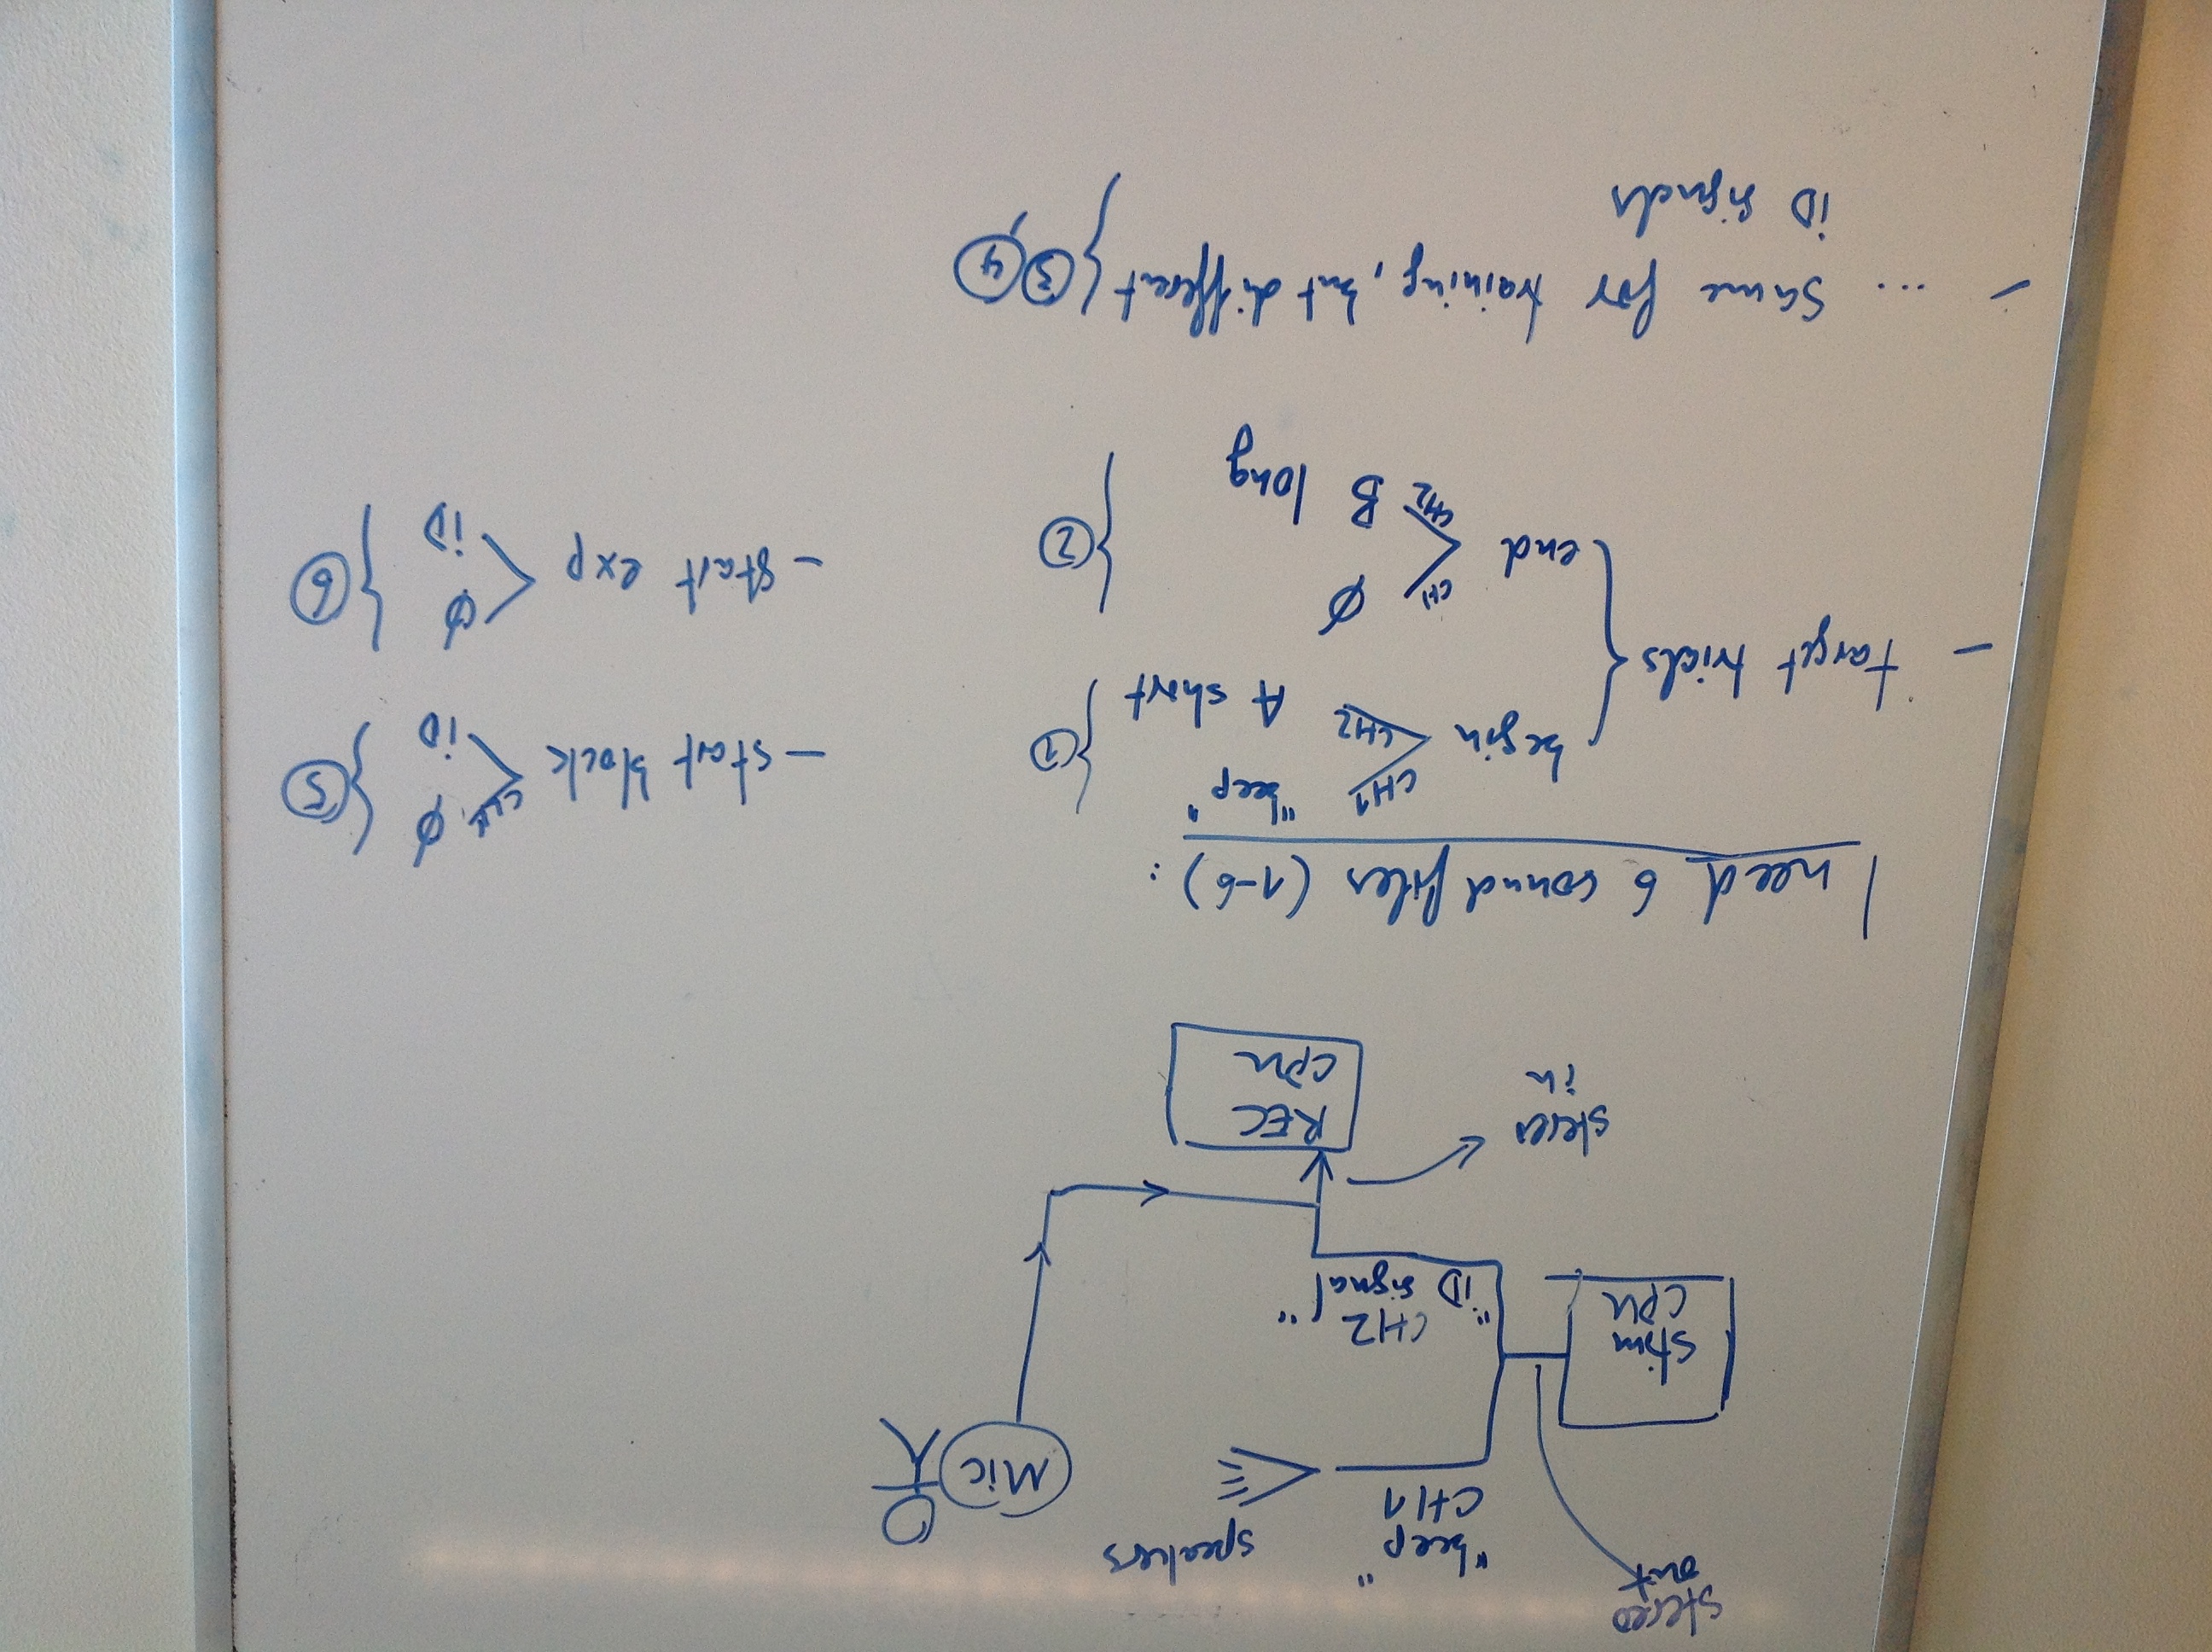 stereo
out
"beep"
CH1
speakers
Mic
stim
CPU
CH2
"iD signal"
stereo
in
REC
CPU
I need 6 sound files (1-6):
- target trials
begin
CH1
"beep"
CH2
A short
1
end
CH1
Ø
CH2
B long
2
- ... same for training, but different
iD signals
3, 4
- start block
Ø
iD
5
- start exp
Ø
iD
6